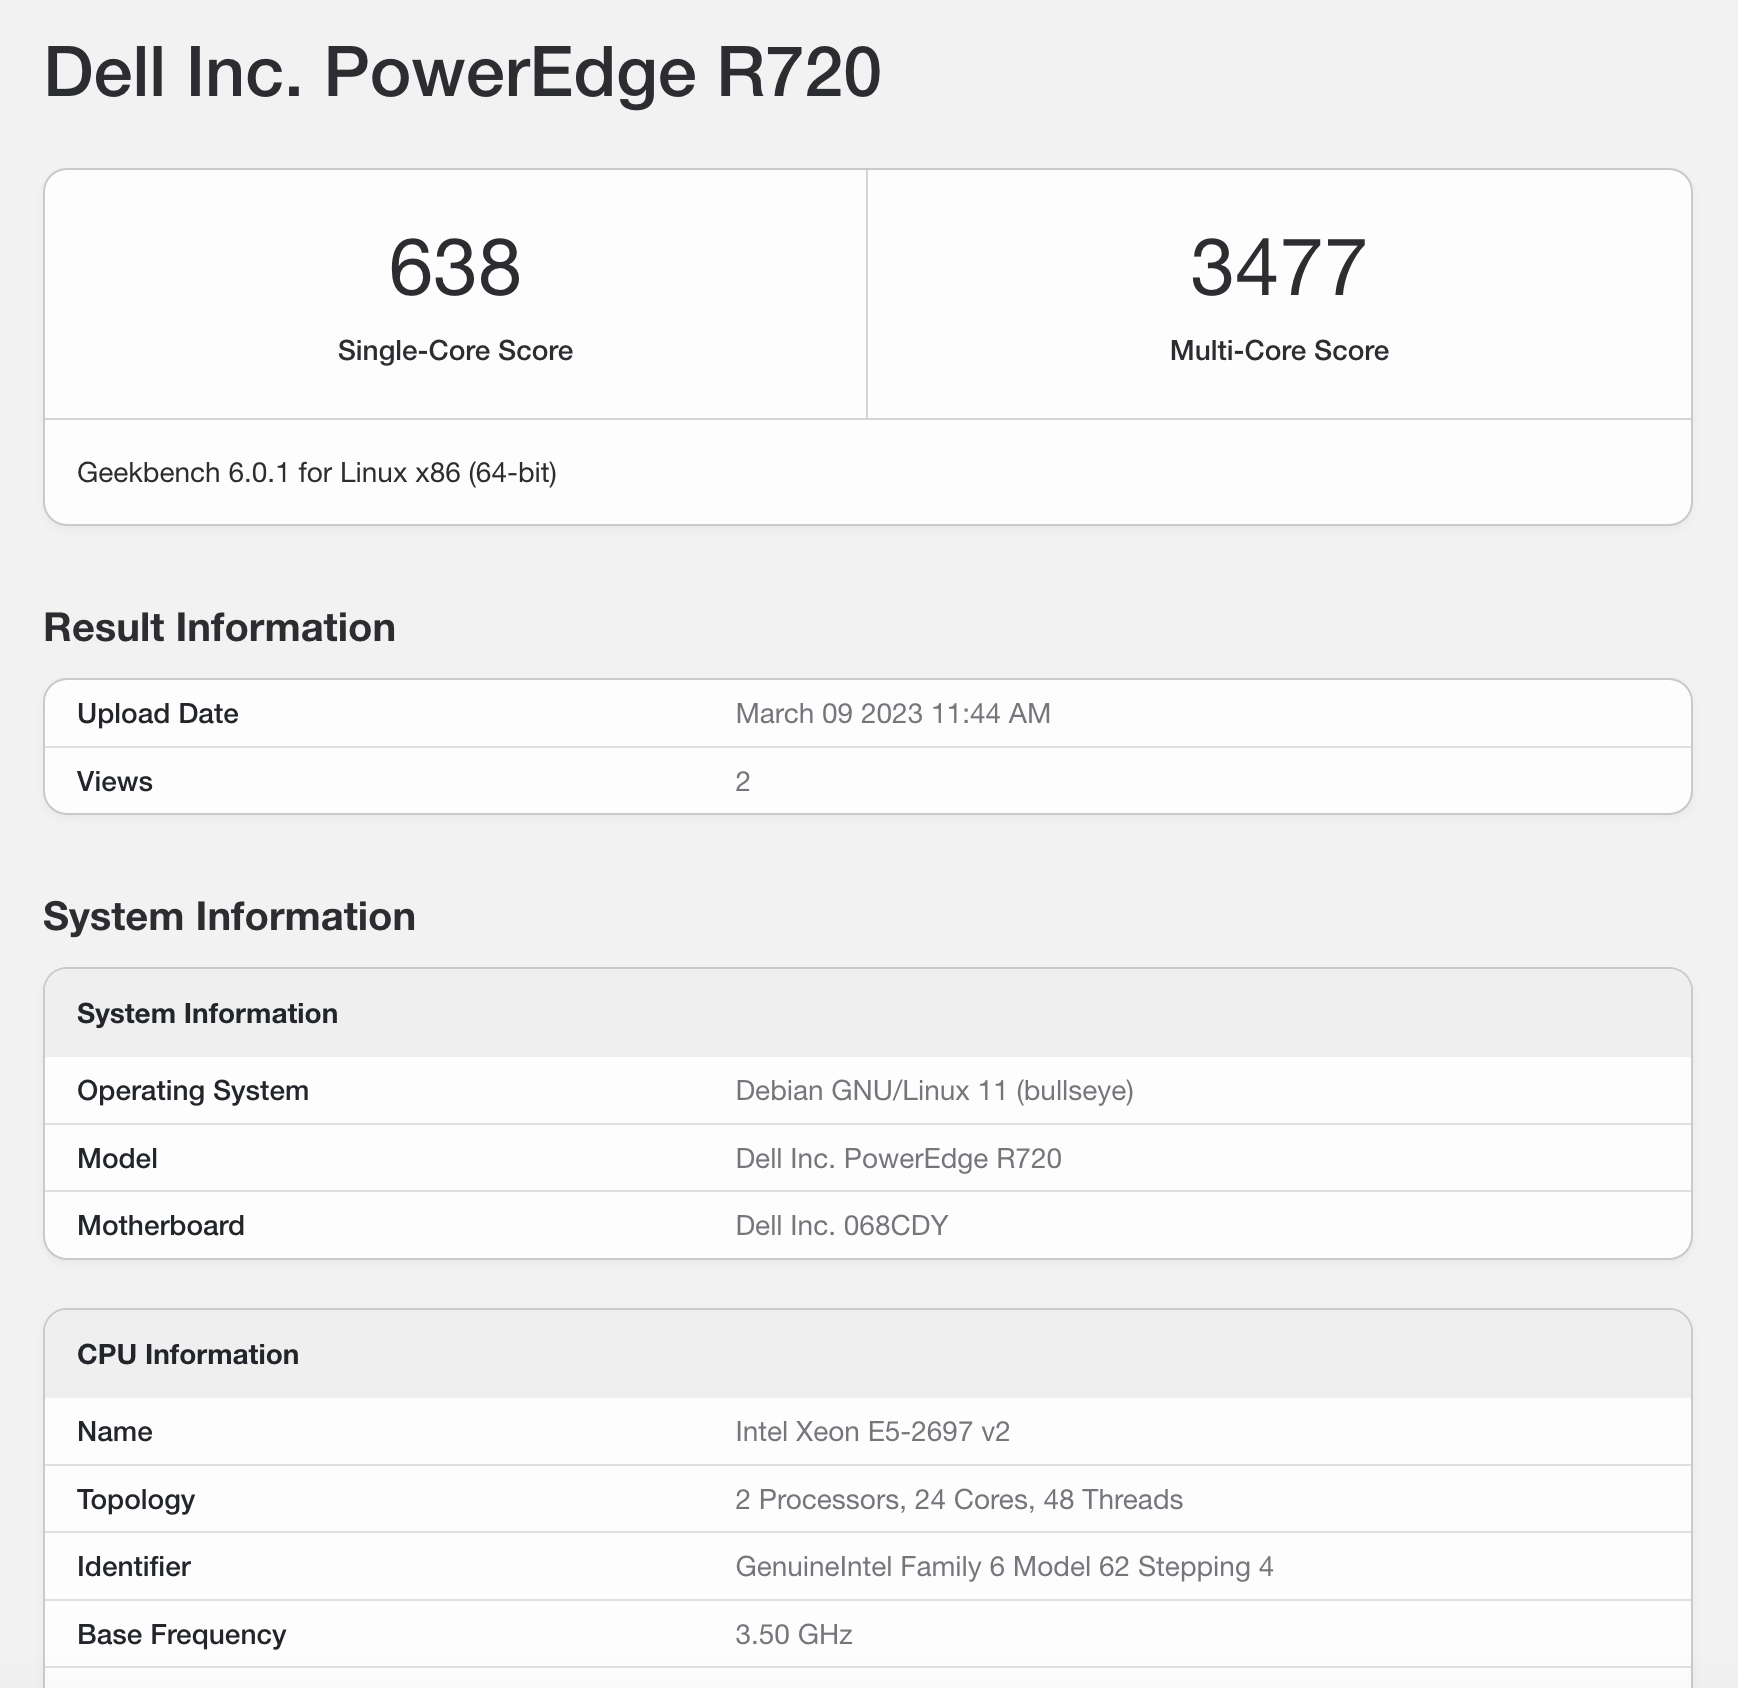 Dell Inc. PowerEdge R720
638
Single-Core Score
3477
Multi-Core Score
Geekbench 6.0.1 for Linux x86 (64-bit)
Result Information
Upload Date March 09 2023 11:44 AM
Views 2
System Information
System Information
Operating System Debian GNU/Linux 11 (bullseye)
Model Dell Inc. PowerEdge R720
Motherboard Dell Inc. 068CDY
CPU Information
Name Intel Xeon E5-2697 v2
Topology 2 Processors, 24 Cores, 48 Threads
Identifier GenuineIntel Family 6 Model 62 Stepping 4
Base Frequency 3.50 GHz